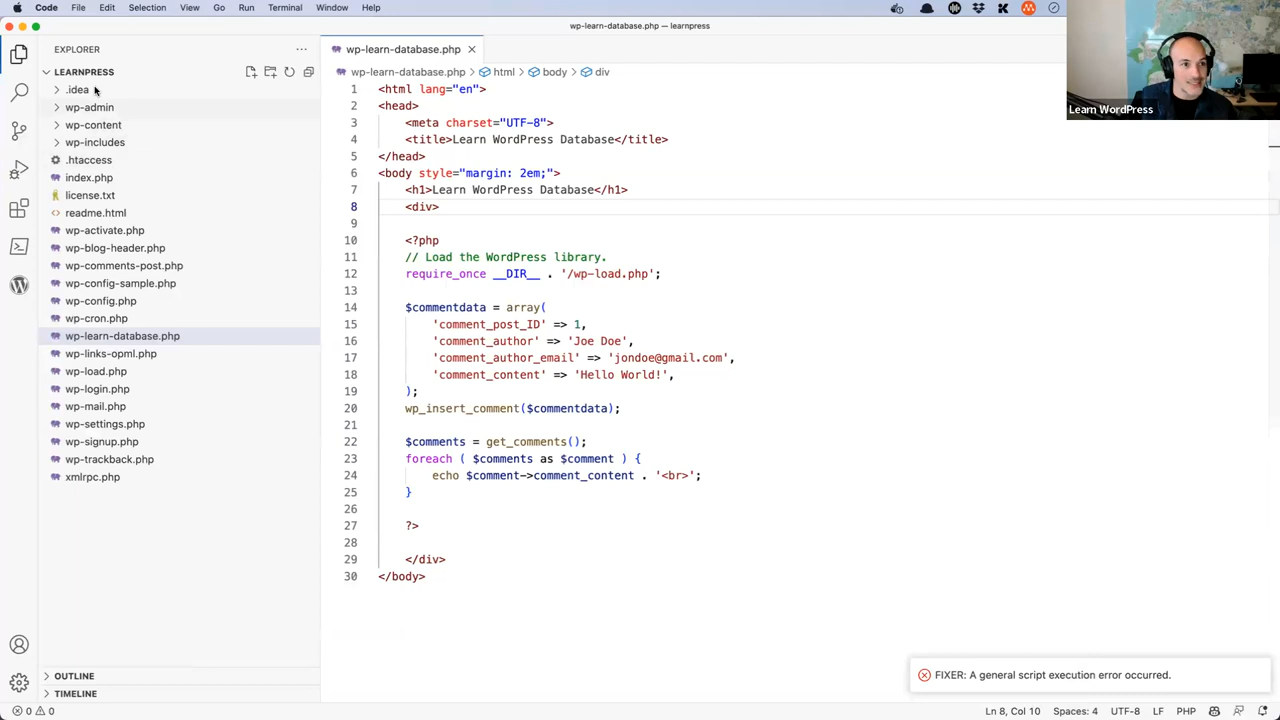 Code File Edit Selection View Go Run Terminal Window Help
wp-learn-database.php — learnpress
EXPLORER
LEARNPRESS
.idea
wp-admin
wp-content
wp-includes
.htaccess
index.php
license.txt
readme.html
wp-activate.php
wp-blog-header.php
wp-comments-post.php
wp-config-sample.php
wp-config.php
wp-cron.php
wp-learn-database.php
wp-links-opml.php
wp-load.php
wp-login.php
wp-mail.php
wp-settings.php
wp-signup.php
wp-trackback.php
xmlrpc.php
OUTLINE
TIMELINE
wp-learn-database.php
wp-learn-database.php > html > body > div
1 <html lang="en">
2 <head>
3 <meta charset="UTF-8">
4 <title>Learn WordPress Database</title>
5 </head>
6 <body style="margin: 2em;">
7 <h1>Learn WordPress Database</h1>
8 <div>
9
10 <?php
11 // Load the WordPress library.
12 require_once __DIR__ . '/wp-load.php';
13
14 $commentdata = array(
15 'comment_post_ID' => 1,
16 'comment_author' => 'Joe Doe',
17 'comment_author_email' => 'jondoe@gmail.com',
18 'comment_content' => 'Hello World!',
19 );
20 wp_insert_comment($commentdata);
21
22 $comments = get_comments();
23 foreach ( $comments as $comment ) {
24 echo $comment->comment_content . '<br>';
25 }
26
27 ?>
28
29 </div>
30 </body>
Learn WordPress
FIXER: A general script execution error occurred.
0 0
Ln 8, Col 10 Spaces: 4 UTF-8 LF PHP